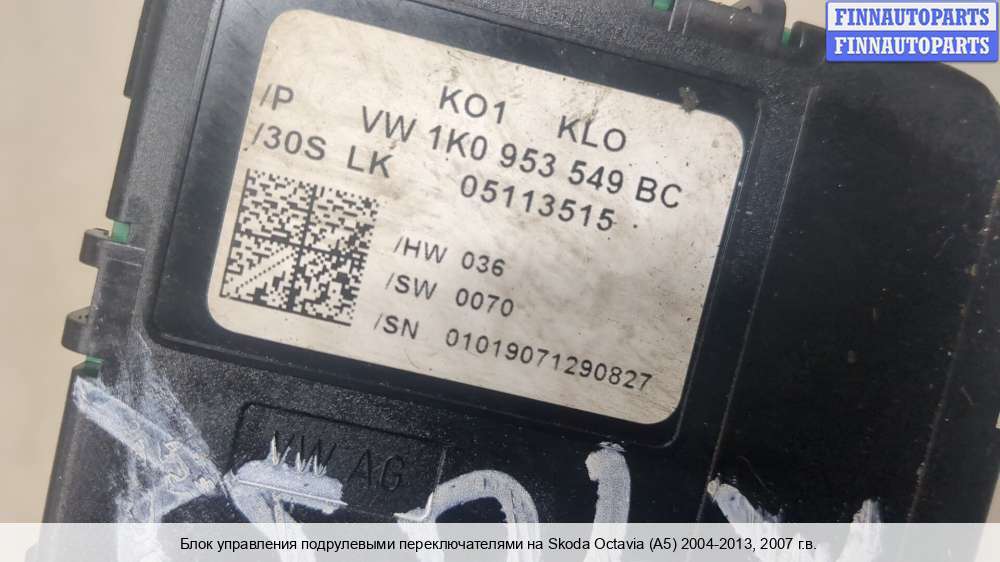 FINNAUTOPARTS
FINNAUTOPARTS
KO1 KLO
/P VW 1K0 953 549 BC
/30S LK 05113515
/HW 036
/SW 0070
/SN 01019071290827
VW AG
Блок управления подрулевыми переключателями на Skoda Octavia (A5) 2004-2013, 2007 г.в.